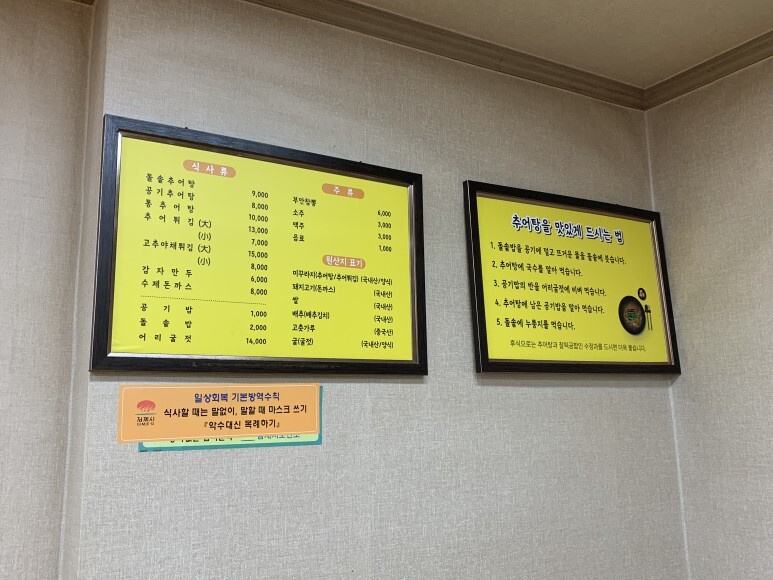 식 사 류
돌솥추어탕 9,000
공기추어탕 8,000
통 추 어 탕 10,000
추 어 튀 김 (大) 13,000
(小) 7,000
고추야채튀김 (大) 15,000
(小) 8,000
감 자 만 두 6,000
수 제 돈 까 스 8,000
공 기 밥 1,000
돌 솥 밥 2,000
어 리 굴 젓 14,000
주 류
부안참뽕 6,000
소주 3,000
맥주 3,000
음료 1,000
원산지 표기
미꾸라지(추어탕/추어튀김) (국내산/양식)
돼지고기(돈까스) (국내산)
쌀 (국내산)
배추(배추김치) (국내산)
고춧가루 (중국산)
굴(굴젓) (국내산/양식)
추어탕을 맛있게 드시는 법
1. 돌솥밥을 공기에 덜고 뜨거운 물을 돌솥에 붓습니다.
2. 추어탕에 국수를 말아 먹습니다.
3. 공기밥의 반을 어리굴젓에 비벼 먹습니다.
4. 추어탕에 남은 공기밥을 말아 먹습니다.
5. 돌솥에 누룽지를 먹습니다.
후식으로는 추어탕과 찰떡궁합인 수정과를 드시면 더욱 좋습니다.
일상회복 기본방역수칙
식사할 때는 말없이, 말할 때 마스크 쓰기
『악수대신 목례하기』
김제시